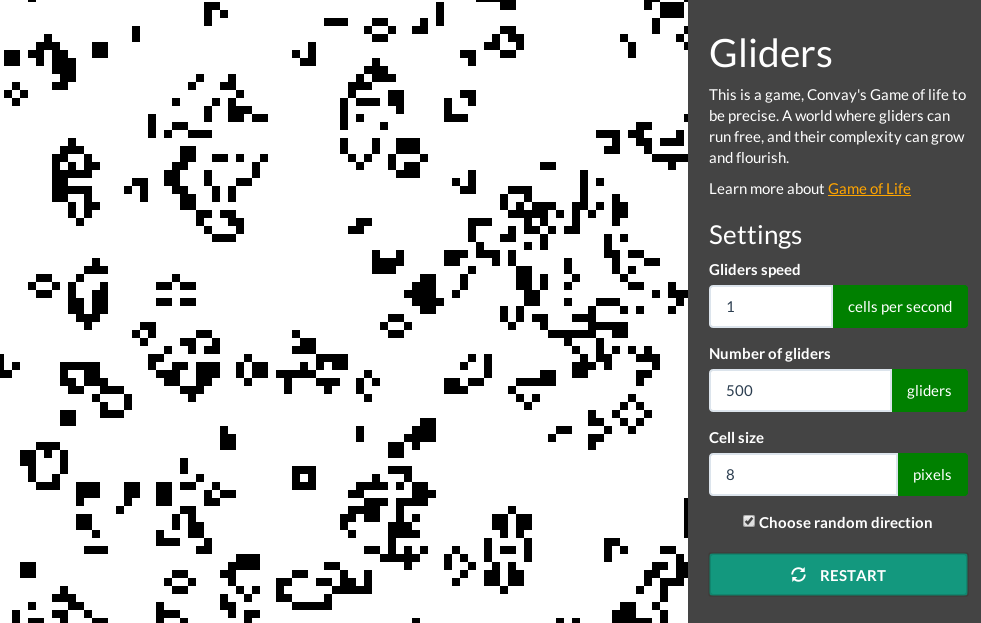 Gliders
This is a game, Convay's Game of life to
be precise. A world where gliders can
run free, and their complexity can grow
and flourish.
Learn more about Game of Life
Settings
Gliders speed
1 cells per second
Number of gliders
500 gliders
Cell size
8 pixels
Choose random direction
RESTART